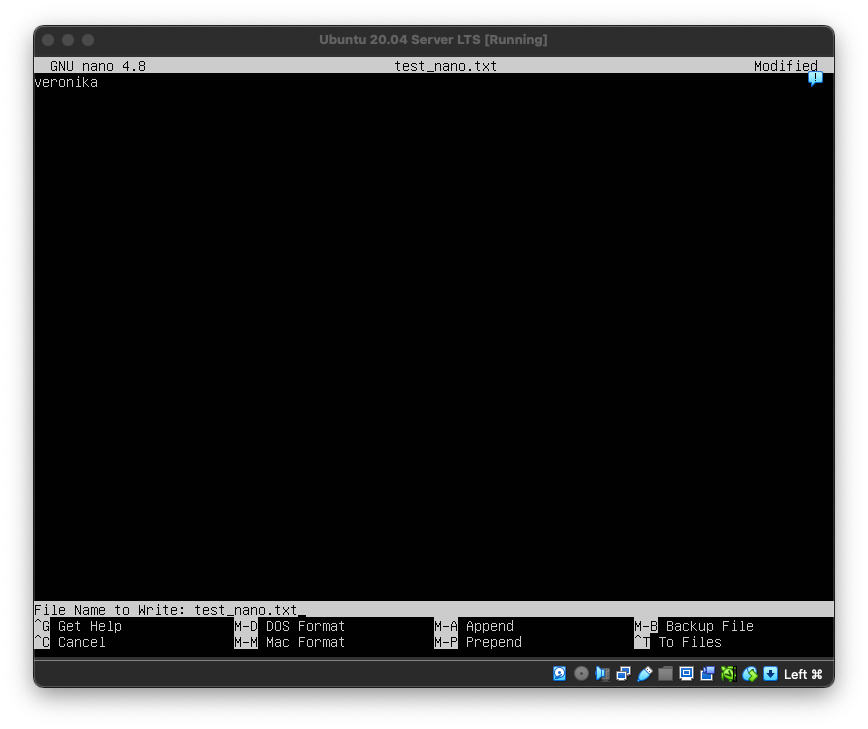 Ubuntu 20.04 Server LTS [Running]
GNU nano 4.8 test_nano.txt Modified
veronika
File Name to Write: test_nano.txt
^G Get Help M-D DOS Format M-A Append M-B Backup File
^C Cancel M-M Mac Format M-P Prepend ^T To Files
Left ⌘